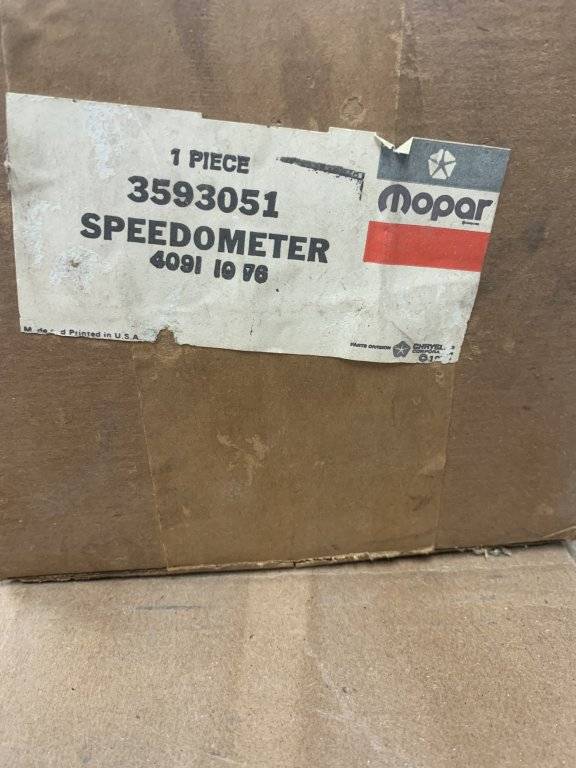 1 PIECE
3593051
SPEEDOMETER
4091 10 76
mopar
Printed in U.S.A.
PARTS DIVISION